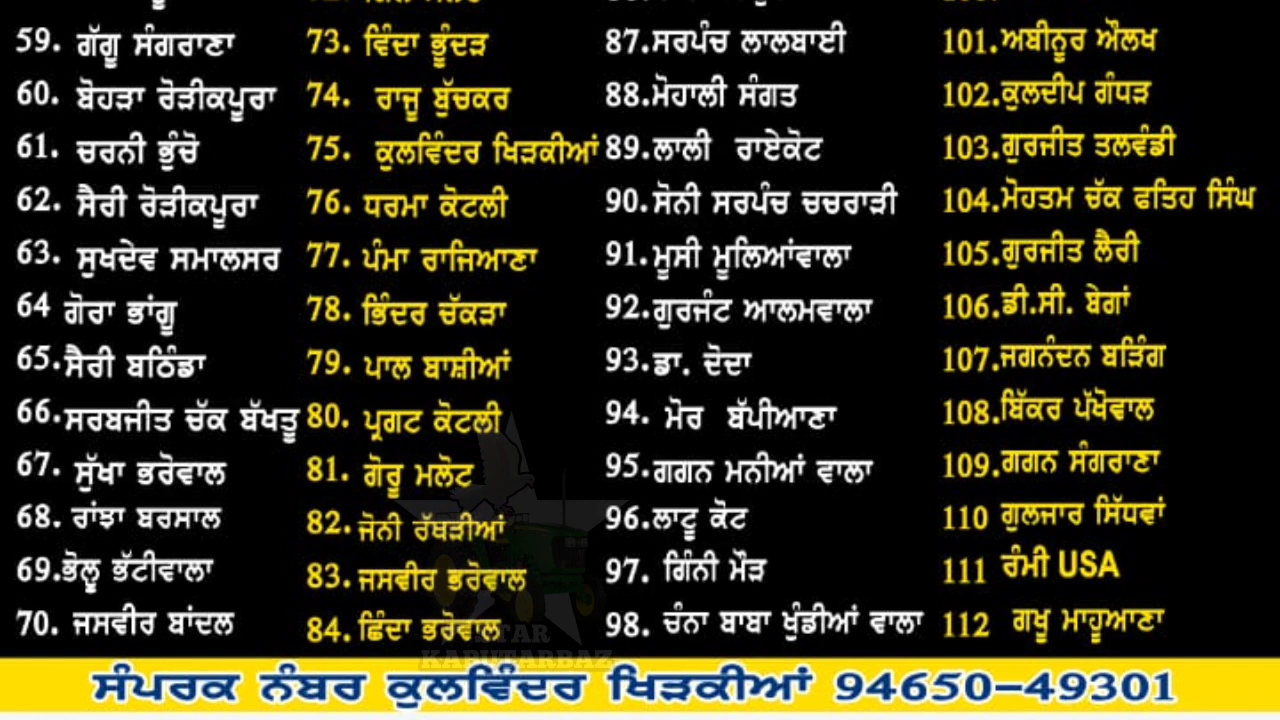 59. ਗੱਗੂ ਸੰਗਰਾਣਾ
60. ਬੋਹੜਾ ਰੋੜੀਕਪੂਰਾ
61. ਚਰਨੀ ਭੁੱਚੋ
62. ਸੈਰੀ ਰੋੜੀਕਪੂਰਾ
63. ਸੁਖਦੇਵ ਸਮਾਲਸਰ
64 ਗੋਰਾ ਭਾਂਗੂ
65.ਸੈਰੀ ਬਠਿੰਡਾ
66.ਸਰਬਜੀਤ ਚੱਕ ਬੱਖਤੂ
67. ਸੁੱਖਾ ਭਰੋਵਾਲ
68. ਰਾਂਝਾ ਬਰਸਾਲ
69.ਭੋਲੂ ਭੱਟੀਵਾਲਾ
70. ਜਸਵੀਰ ਬਾਂਦਲ
73. ਵਿੰਦਾ ਭੂੰਦੜ
74. ਰਾਜੂ ਬੁੱਚਕਰ
75. ਕੁਲਵਿੰਦਰ ਖਿੜਕੀਆਂ
76. ਧਰਮਾ ਕੋਟਲੀ
77. ਪੰਮਾ ਰਾਜਿਆਣਾ
78. ਭਿੰਦਰ ਚੱਕੜਾ
79. ਪਾਲ ਬਾਸ਼ੀਆਂ
80. ਪ੍ਰਗਟ ਕੋਟਲੀ
81. ਗੋਰੂ ਮਲੋਟ
82. ਜੋਨੀ ਰੱਥੜੀਆਂ
83. ਜਸਵੀਰ ਭਰੋਵਾਲ
84. ਛਿੰਦਾ ਭਰੋਵਾਲ
87.ਸਰਪੰਚ ਲਾਲਬਾਈ
88.ਮੋਹਾਲੀ ਸੰਗਤ
89.ਲਾਲੀ ਰਾਏਕੋਟ
90.ਸੋਨੀ ਸਰਪੰਚ ਚਚਰਾੜੀ
91.ਮੂਸੀ ਮੂਲਿਆਂਵਾਲਾ
92.ਗੁਰਜੰਟ ਆਲਮਵਾਲਾ
93.ਡਾ. ਦੋਦਾ
94. ਮੋਰ ਬੱਪੀਆਣਾ
95.ਗਗਨ ਮਨੀਆਂ ਵਾਲਾ
96.ਲਾਟੂ ਕੋਟ
97. ਗਿੰਨੀ ਮੌੜ
98. ਚੰਨਾ ਬਾਬਾ ਖੁੰਡੀਆਂ ਵਾਲਾ
101.ਅਬੀਨੂਰ ਔਲਖ
102.ਕੁਲਦੀਪ ਗੰਧੜ
103.ਗੁਰਜੀਤ ਤਲਵੰਡੀ
104.ਮੋਹਤਮ ਚੱਕ ਫਤਿਹ ਸਿੰਘ
105.ਗੁਰਜੀਤ ਲੈਰੀ
106.ਡੀ.ਸੀ. ਬੇਗਾਂ
107.ਜਗਨੰਦਨ ਬੜਿੰਗ
108.ਬਿੱਕਰ ਪੱਖੋਵਾਲ
109.ਗਗਨ ਸੰਗਰਾਣਾ
110 ਗੁਲਜਾਰ ਸਿੱਧਵਾਂ
111 ਰੰਮੀ USA
112 ਗਖੂ ਮਾਹੂਆਣਾ
KABUTARBAZ
ਸੰਪਰਕ ਨੰਬਰ ਕੁਲਵਿੰਦਰ ਖਿੜਕੀਆਂ 94650-49301